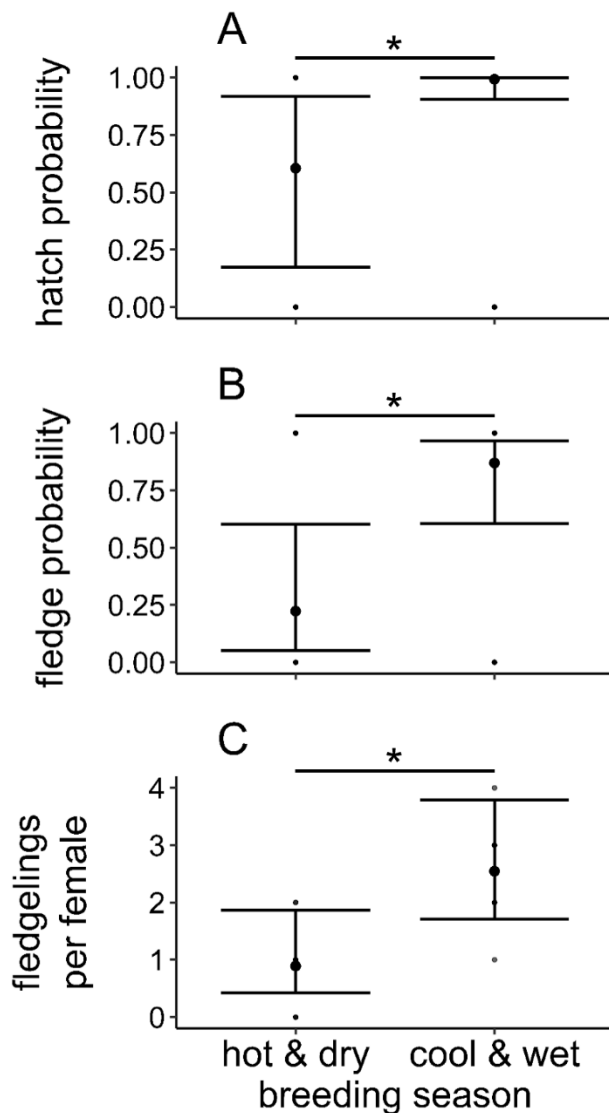 A
*
hatch probability
1.00
0.75
0.50
0.25
0.00
B
*
fledge probability
1.00
0.75
0.50
0.25
0.00
C
*
fledgelings
per female
4
3
2
1
0
hot & dry cool & wet
breeding season